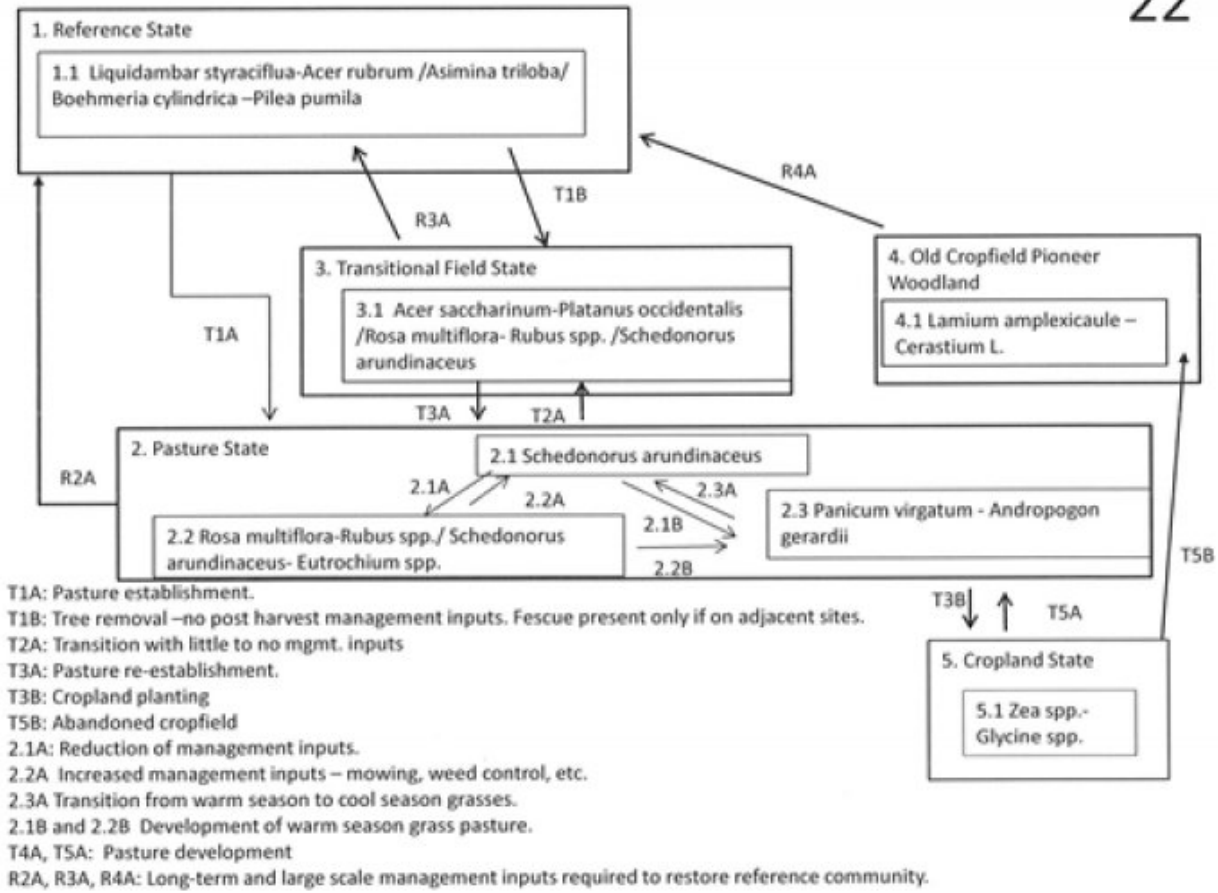 22
1. Reference State
1.1 Liquidambar styraciflua-Acer rubrum /Asimina triloba/
Boehmeria cylindrica –Pilea pumila
R4A
T1B
R3A
3. Transitional Field State
3.1 Acer saccharinum-Platanus occidentalis
/Rosa multiflora- Rubus spp. /Schedonorus
arundinaceus
4. Old Cropfield Pioneer
Woodland
4.1 Lamium amplexicaule –
Cerastium L.
T1A
T3A
T2A
2. Pasture State
2.1 Schedonorus arundinaceus
R2A
2.1A
2.2A
2.3A
2.1B
2.2B
2.2 Rosa multiflora-Rubus spp./ Schedonorus
arundinaceus- Eutrochium spp.
2.3 Panicum virgatum - Andropogon
gerardii
T5B
T3B
T5A
5. Cropland State
5.1 Zea spp.-
Glycine spp.
T1A: Pasture establishment.
T1B: Tree removal –no post harvest management inputs. Fescue present only if on adjacent sites.
T2A: Transition with little to no mgmt. inputs
T3A: Pasture re-establishment.
T3B: Cropland planting
T5B: Abandoned cropfield
2.1A: Reduction of management inputs.
2.2A Increased management inputs – mowing, weed control, etc.
2.3A Transition from warm season to cool season grasses.
2.1B and 2.2B Development of warm season grass pasture.
T4A, T5A: Pasture development
R2A, R3A, R4A: Long-term and large scale management inputs required to restore reference community.